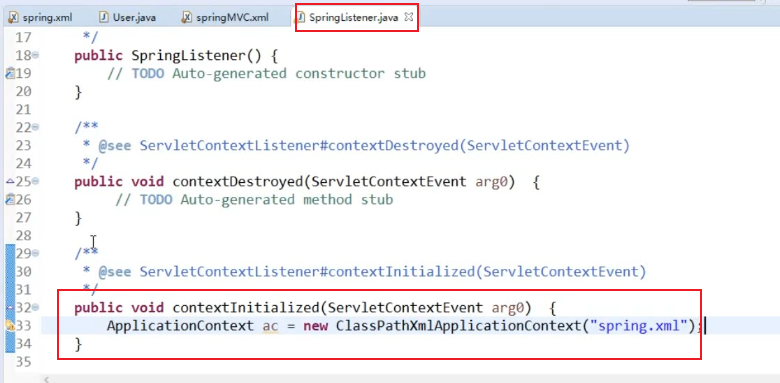 spring.xml User.java springMVC.xml SpringListener.java
17 */
18 public SpringListener() {
19 // TODO Auto-generated constructor stub
20 }
21
22 /**
23 * @see ServletContextListener#contextDestroyed(ServletContextEvent)
24 */
25 public void contextDestroyed(ServletContextEvent arg0) {
26 // TODO Auto-generated method stub
27 }
28
29 /**
30 * @see ServletContextListener#contextInitialized(ServletContextEvent)
31 */
32 public void contextInitialized(ServletContextEvent arg0) {
33 ApplicationContext ac = new ClassPathXmlApplicationContext("spring.xml");
34 }
35